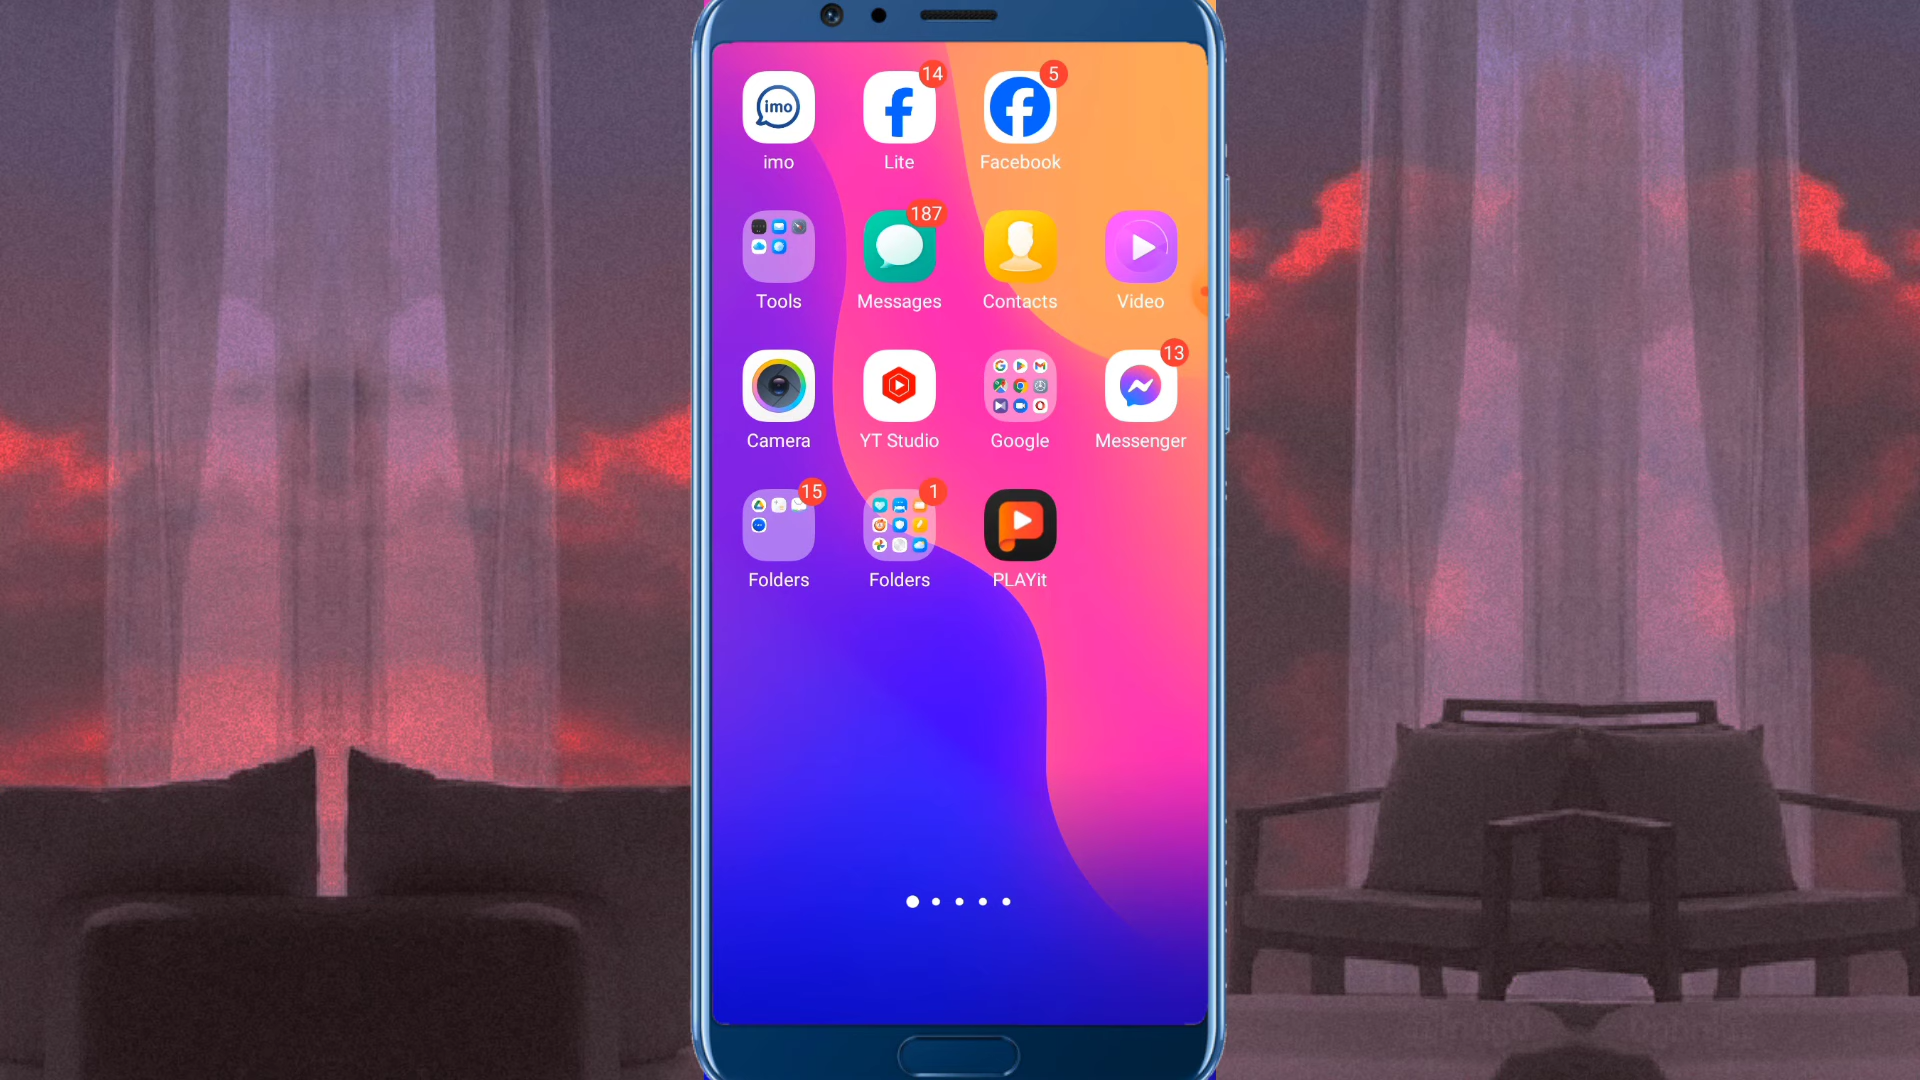 14 5
imo
imo Lite Facebook
187
Tools Messages Contacts Video
13
Camera YT Studio Google Messenger
15 1
Folders Folders PLAYit